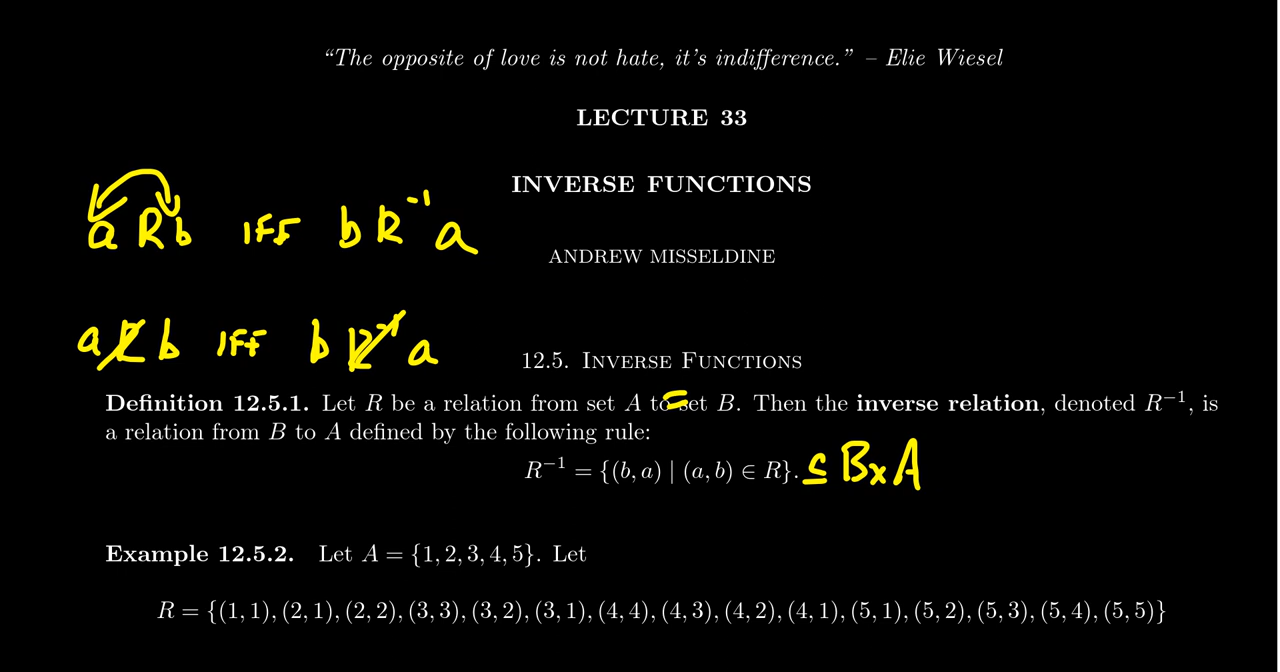 “The opposite of love is not hate, it’s indifference.” – Elie Wiesel
LECTURE 33
INVERSE FUNCTIONS
a R b iff b R⁻¹ a
ANDREW MISSELDINE
a R̸ b iff b R̸⁻¹ a
12.5. Inverse Functions
Definition 12.5.1. Let R be a relation from set A to set B. Then the inverse relation, denoted R⁻¹, is
a relation from B to A defined by the following rule:
R⁻¹ = {(b, a) | (a, b) ∈ R}. ⊆ B×A
Example 12.5.2. Let A = {1, 2, 3, 4, 5}. Let
R = {(1, 1), (2, 1), (2, 2), (3, 3), (3, 2), (3, 1), (4, 4), (4, 3), (4, 2), (4, 1), (5, 1), (5, 2), (5, 3), (5, 4), (5, 5)}